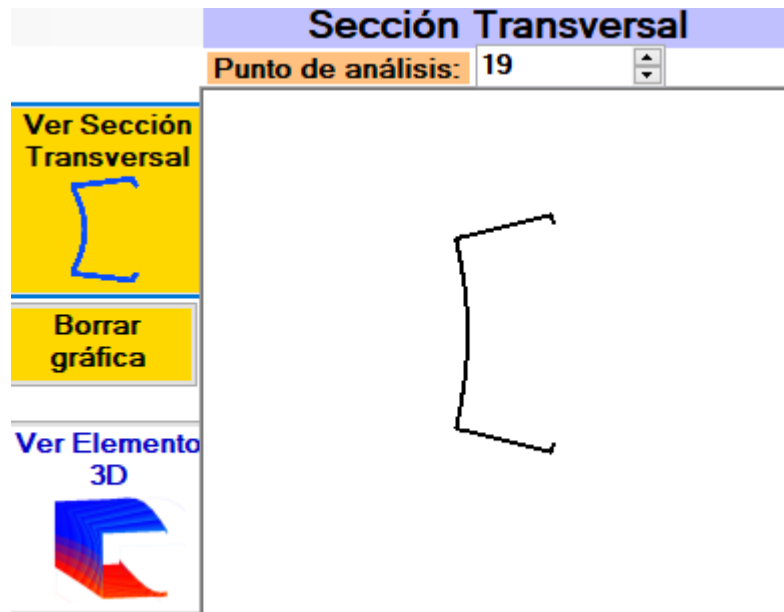 Sección Transversal
Punto de análisis: 19
Ver Sección
Transversal
Borrar
gráfica
Ver Elemento
3D